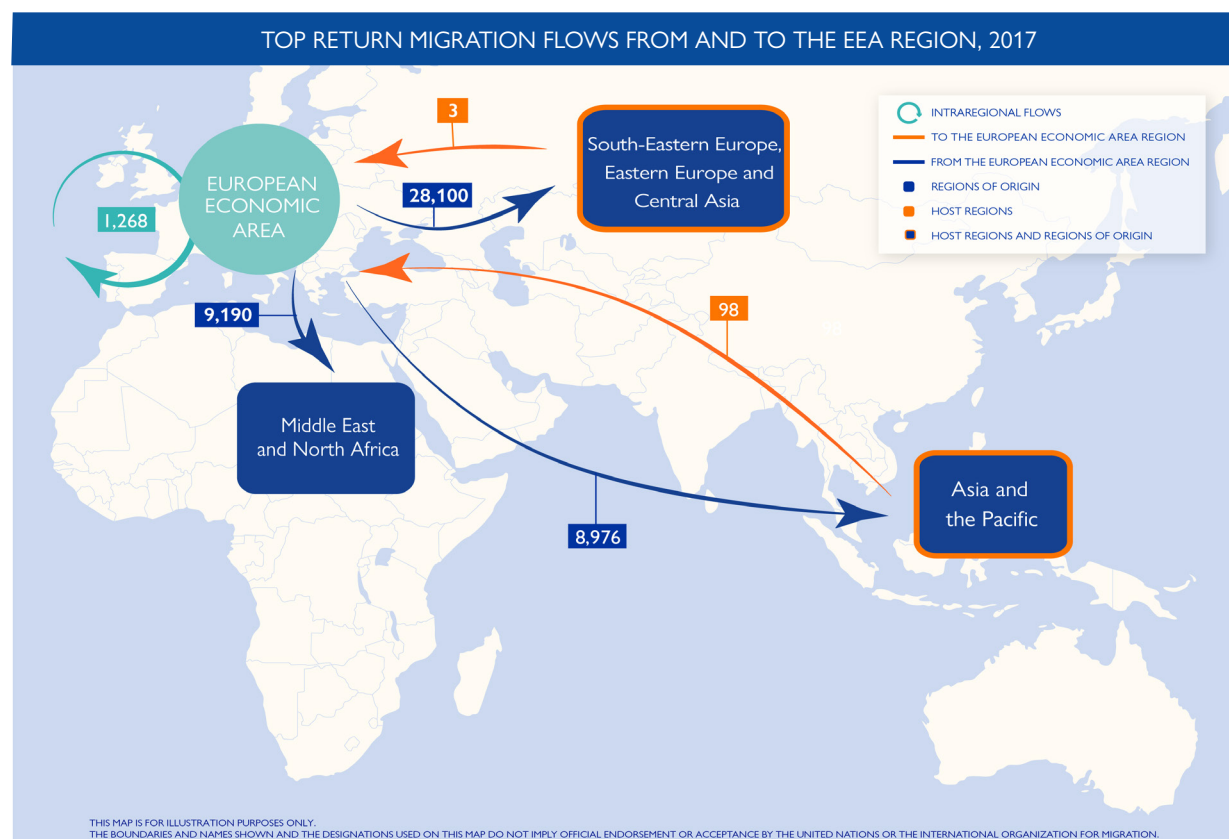 TOP RETURN MIGRATION FLOWS FROM AND TO THE EEA REGION, 2017
INTRAREGIONAL FLOWS
TO THE EUROPEAN ECONOMIC AREA REGION
FROM THE EUROPEAN ECONOMIC AREA REGION
REGIONS OF ORIGIN
HOST REGIONS
HOST REGIONS AND REGIONS OF ORIGIN
3
South-Eastern Europe,
Eastern Europe and
Central Asia
EUROPEAN
ECONOMIC
AREA
28,100
1,268
9,190
98
Middle East
and North Africa
Asia and
the Pacific
8,976
THIS MAP IS FOR ILLUSTRATION PURPOSES ONLY.
THE BOUNDARIES AND NAMES SHOWN AND THE DESIGNATIONS USED ON THIS MAP DO NOT IMPLY OFFICIAL ENDORSEMENT OR ACCEPTANCE BY THE UNITED NATIONS OR THE INTERNATIONAL ORGANIZATION FOR MIGRATION.